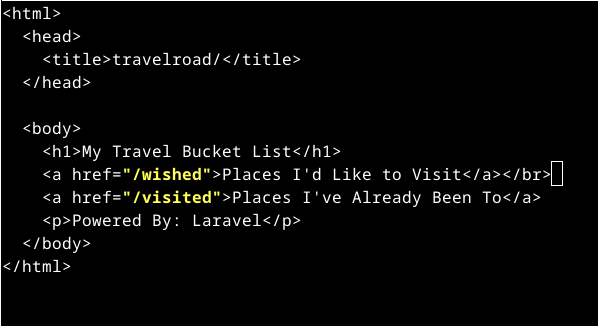 <html>
<head>
<title>travelroad/</title>
</head>
<body>
<h1>My Travel Bucket List</h1>
<a href="/wished">Places I'd Like to Visit</a></br>
<a href="/visited">Places I've Already Been To</a>
<p>Powered By: Laravel</p>
</body>
</html>